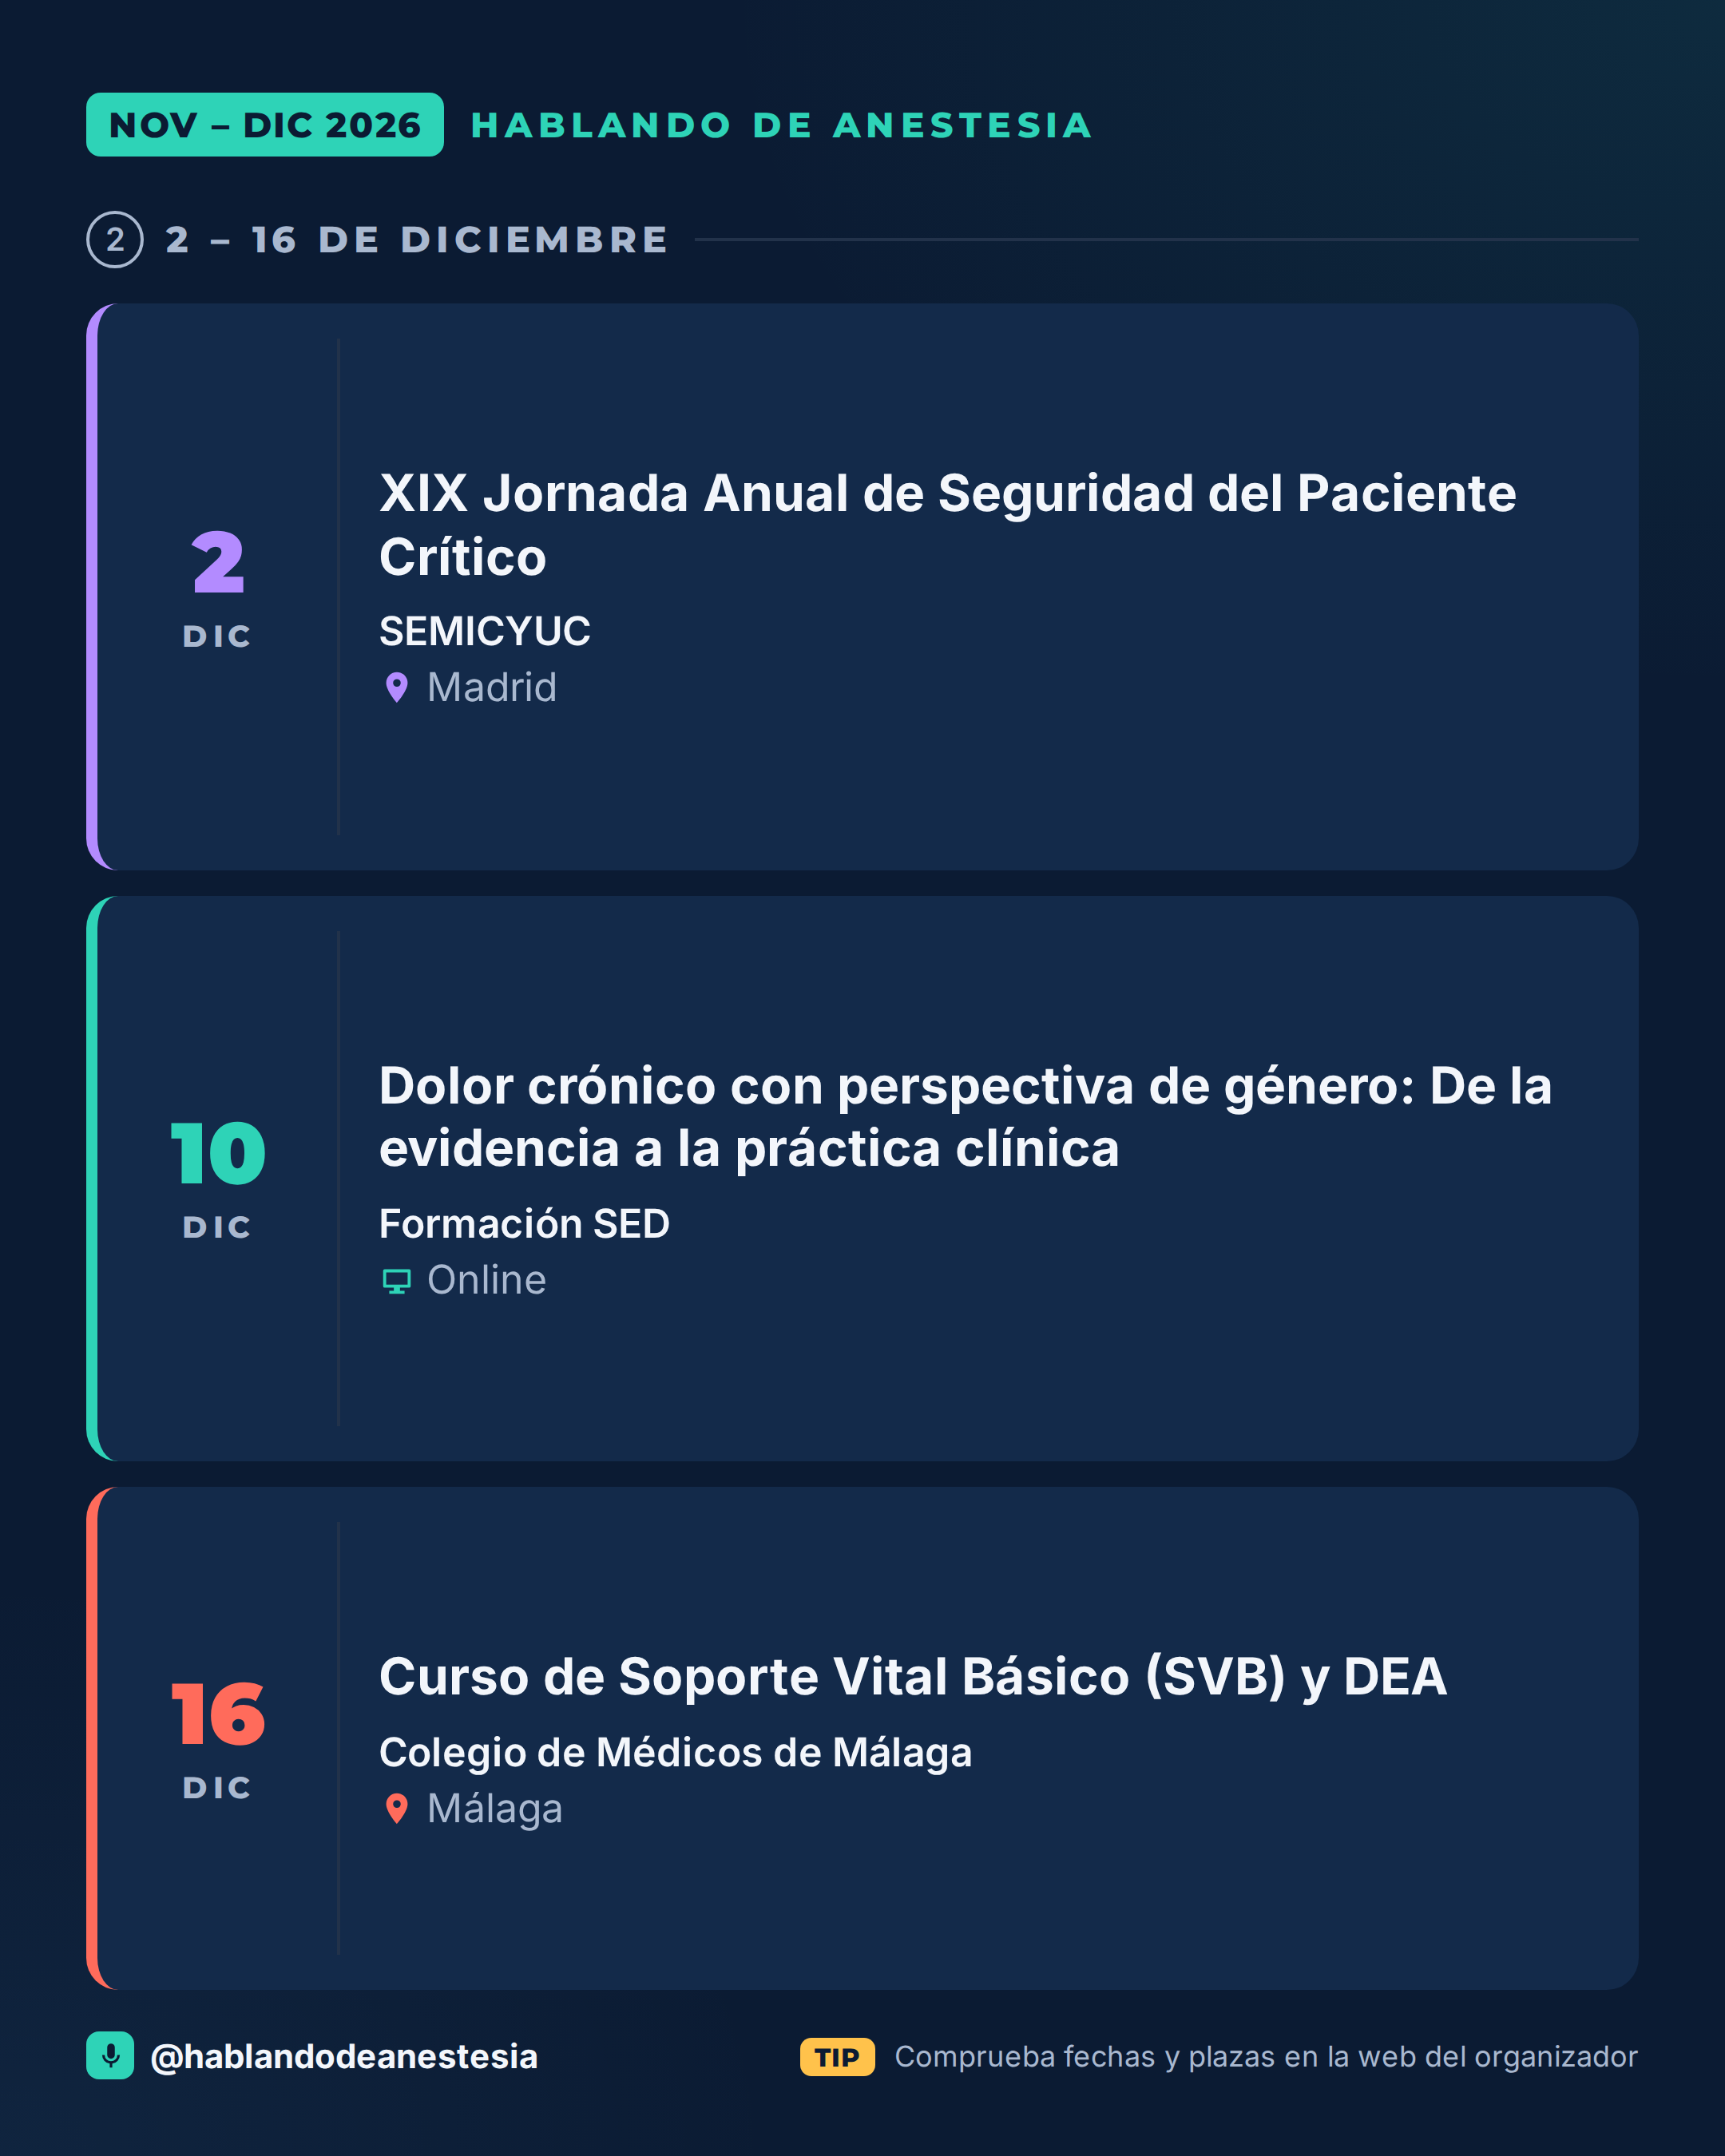 NOV – DIC 2026 HABLANDO DE ANESTESIA
2 2 – 16 DE DICIEMBRE
2
DIC
XIX Jornada Anual de Seguridad del Paciente
Crítico
SEMICYUC
Madrid
10
DIC
Dolor crónico con perspectiva de género: De la
evidencia a la práctica clínica
Formación SED
Online
16
DIC
Curso de Soporte Vital Básico (SVB) y DEA
Colegio de Médicos de Málaga
Málaga
@hablandodeanestesia
TIP Comprueba fechas y plazas en la web del organizador